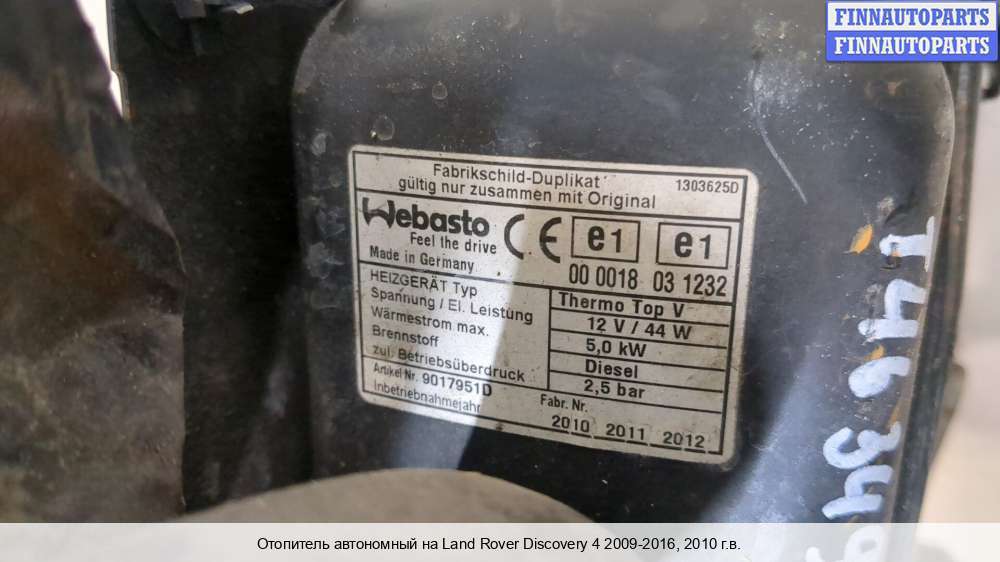 FINNAUTOPARTS
FINNAUTOPARTS
Fabrikschild-Duplikat
gültig nur zusammen mit Original
1303625D
Webasto
Feel the drive
Made in Germany
CE e1 e1
00 0018 03 1232
HEIZGERÄT Typ Thermo Top V
Spannung / El. Leistung 12 V / 44 W
Wärmestrom max. 5,0 kW
Brennstoff Diesel
zul. Betriebsüberdruck 2,5 bar
Artikel Nr. 9017951D Fabr. Nr.
Inbetriebnahmejahr 2010 2011 2012
Отопитель автономный на Land Rover Discovery 4 2009-2016, 2010 г.в.